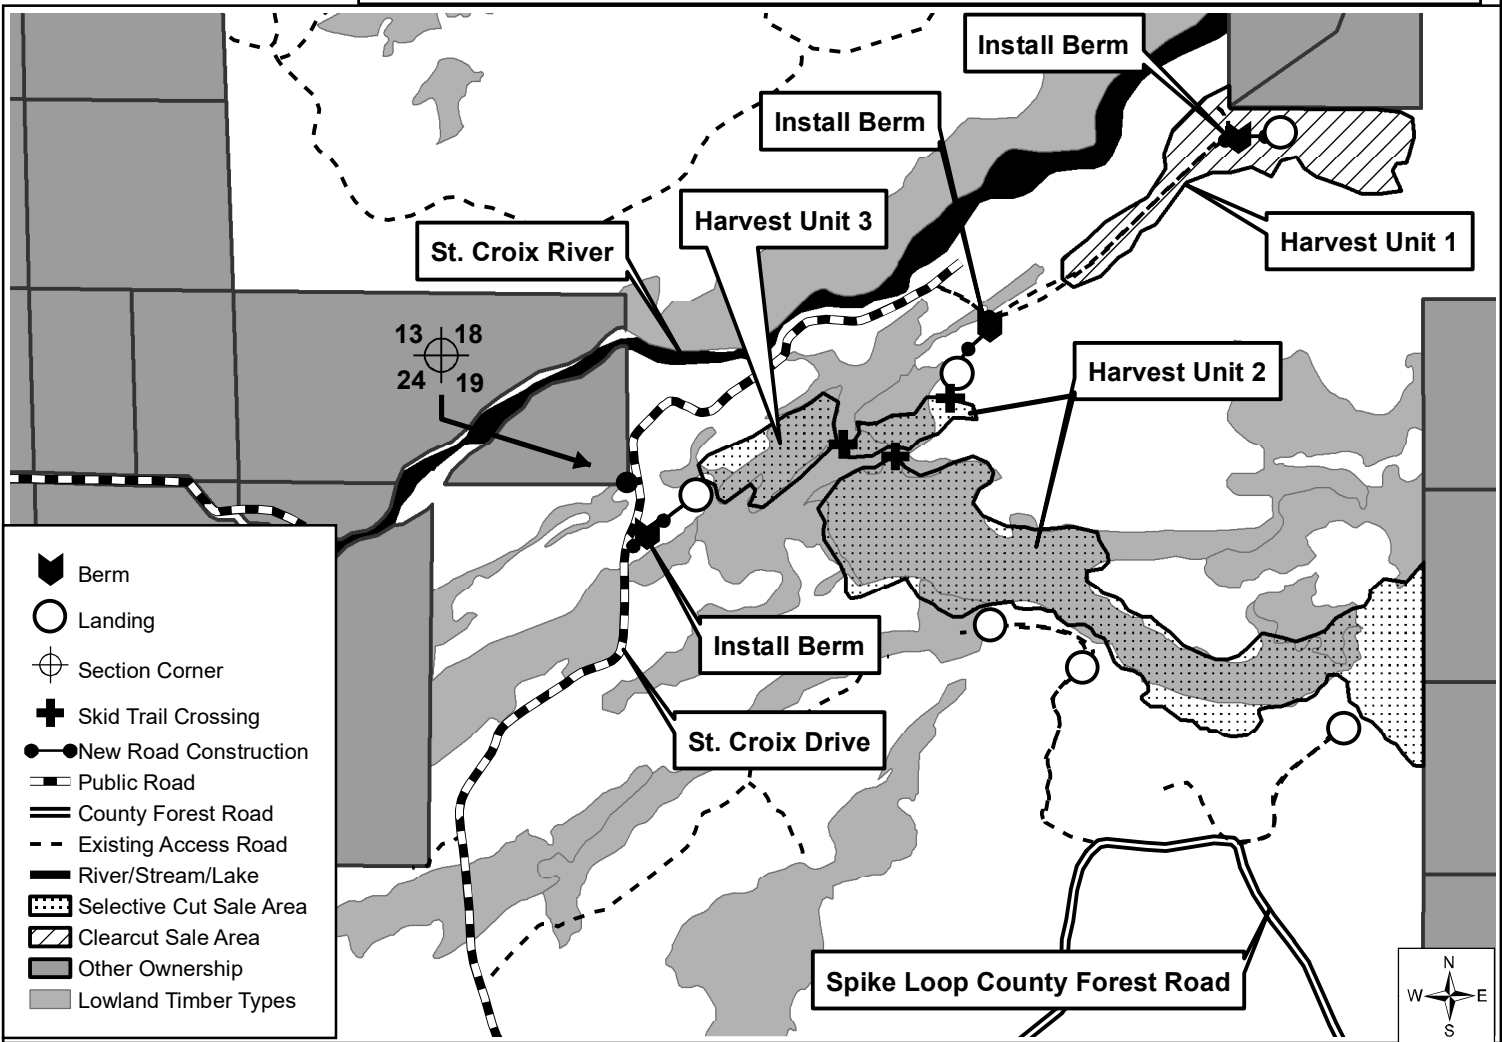 Install Berm
Install Berm
Harvest Unit 3
St. Croix River
Harvest Unit 1
13 18
24 19
Harvest Unit 2
Install Berm
St. Croix Drive
Spike Loop County Forest Road
Berm
Landing
Section Corner
Skid Trail Crossing
New Road Construction
Public Road
County Forest Road
Existing Access Road
River/Stream/Lake
Selective Cut Sale Area
Clearcut Sale Area
Other Ownership
Lowland Timber Types
N
W E
S